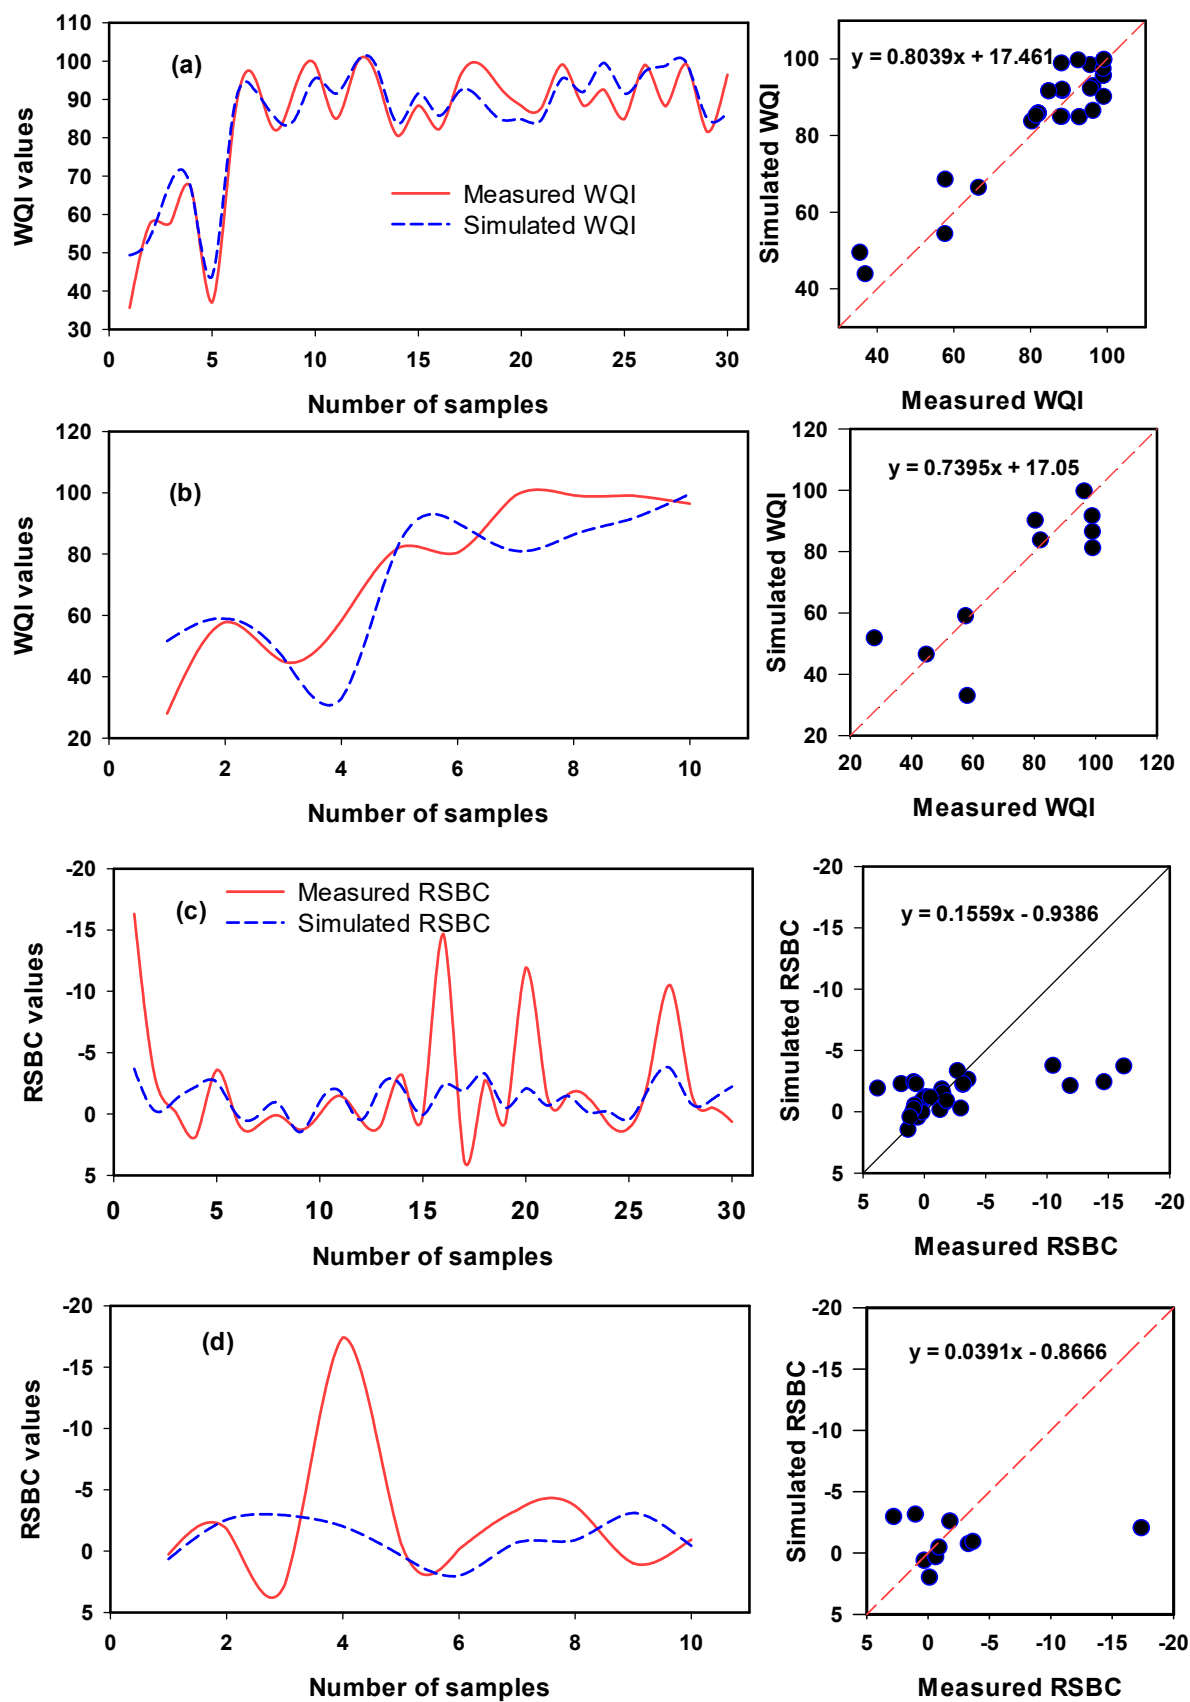 110
100
90
80
70
60
50
40
30
WQI values
(a)
Measured WQI
Simulated WQI
0 5 10 15 20 25 30
Number of samples
y = 0.8039x + 17.461
100
80
60
40
Simulated WQI
40 60 80 100
Measured WQI
120
100
80
60
40
20
WQI values
(b)
0 2 4 6 8 10
Number of samples
y = 0.7395x + 17.05
120
100
80
60
40
20
Simulated WQI
20 40 60 80 100 120
Measured WQI
-20
-15
-10
-5
0
5
RSBC values
(c)
Measured RSBC
Simulated RSBC
0 5 10 15 20 25 30
Number of samples
y = 0.1559x - 0.9386
-20
-15
-10
-5
0
5
Simulated RSBC
5 0 -5 -10 -15 -20
Measured RSBC
-20
-15
-10
-5
0
5
RSBC values
(d)
0 2 4 6 8 10
Number of samples
y = 0.0391x - 0.8666
-20
-15
-10
-5
0
5
Simulated RSBC
5 0 -5 -10 -15 -20
Measured RSBC